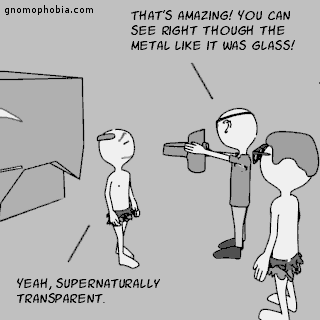 gnomophobia.com
THAT'S AMAZING! YOU CAN
SEE RIGHT THOUGH THE
METAL LIKE IT WAS GLASS!
YEAH, SUPERNATURALLY
TRANSPARENT.